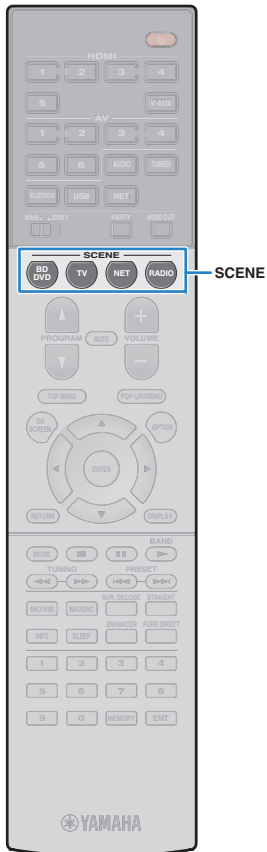 HDMI
1 2 3 4
5 V-AUX
AV
1 2 3 4
5 6 AUDIO TUNER
BLUETOOTH USB NET
MAIN ZONE2 PARTY HDMI OUT
SCENE
BD DVD TV NET RADIO
SCENE
PROGRAM MUTE VOLUME
TOP MENU POP-UP/MENU
ON SCREEN OPTION
ENTER
RETURN DISPLAY
BAND
MODE
TUNING PRESET
SUR. DECODE STRAIGHT
MOVIE MUSIC
ENHANCER PURE DIRECT
INFO SLEEP
1 2 3 4
5 6 7 8
9 0 MEMORY ENT
YAMAHA